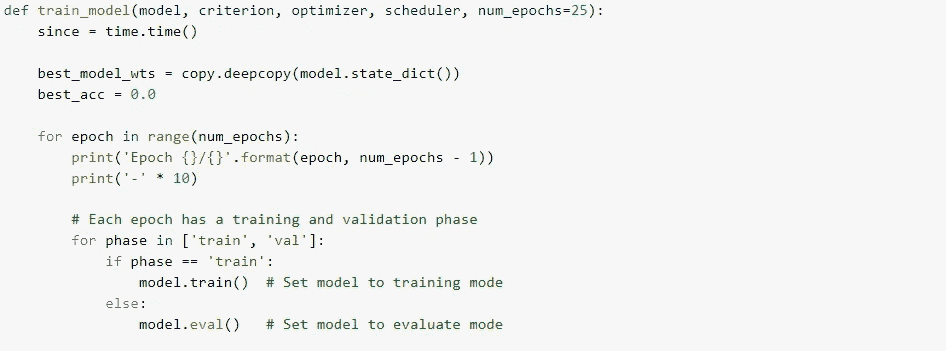 def train_model(model, criterion, optimizer, scheduler, num_epochs=25):
    since = time.time()

    best_model_wts = copy.deepcopy(model.state_dict())
    best_acc = 0.0

    for epoch in range(num_epochs):
        print('Epoch {}/{}'.format(epoch, num_epochs - 1))
        print('-' * 10)

        # Each epoch has a training and validation phase
        for phase in ['train', 'val']:
            if phase == 'train':
                model.train()  # Set model to training mode
            else:
                model.eval()   # Set model to evaluate mode